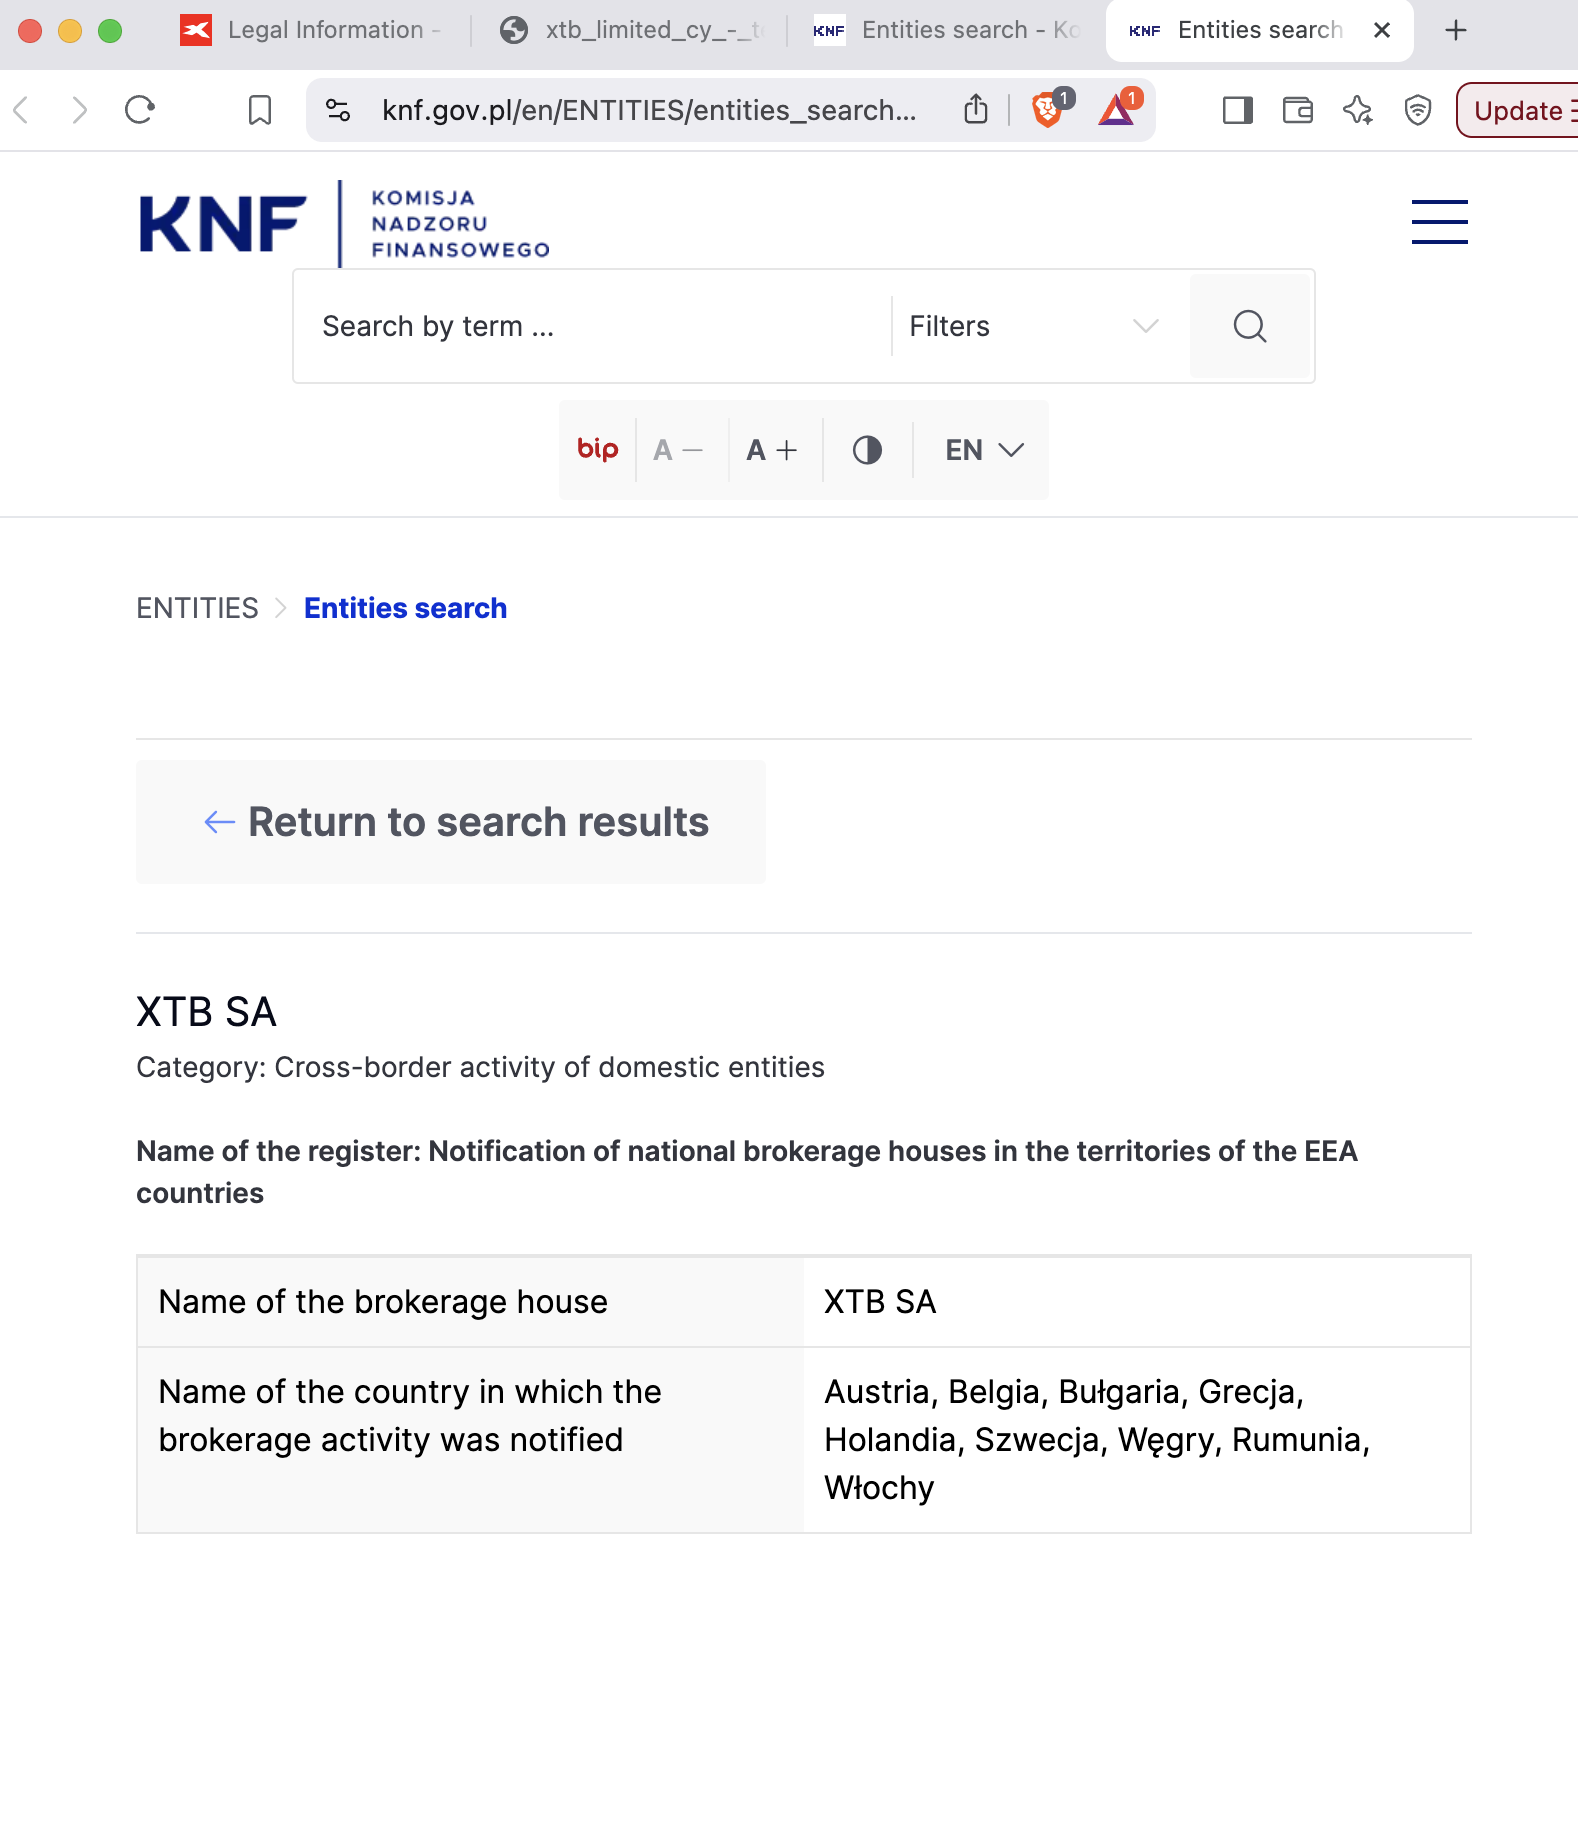 Legal Information -
xtb_limited_cy_-_t
Entities search - Ko
Entities search
knf.gov.pl/en/ENTITIES/entities_search...
1
1
Update
KNF
KOMISJA
NADZORU
FINANSOWEGO
Search by term ...
Filters
bip
A −
A +
EN
ENTITIES
Entities search
Return to search results
XTB SA
Category: Cross-border activity of domestic entities
Name of the register: Notification of national brokerage houses in the territories of the EEA
countries
Name of the brokerage house
XTB SA
Name of the country in which the
brokerage activity was notified
Austria, Belgia, Bułgaria, Grecja,
Holandia, Szwecja, Węgry, Rumunia,
Włochy